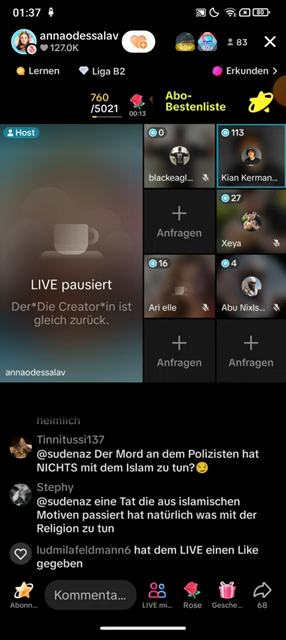 01:37
80
annaodessalav
127.0K
40+
40+
83
Lernen
Liga B2
Erkunden >
760
/5021
00:13
Abo-
Bestenliste
Host
0
113
blackeagl...
Kian Kerman...
27
Anfragen
Xeya
LIVE pausiert
Der*Die Creator*in ist
gleich zurück.
16
4
Ari elle
Abu Nixls...
Anfragen
Anfragen
annaodessalav
heimlich
Tinnitussi137
@sudenaz Der Mord an dem Polizisten hat
NICHTS mit dem Islam zu tun?😏
Stephy
@sudenaz eine Tat die aus islamischen
Motiven passiert hat natürlich was mit der
Religion zu tun
ludmilafeldmann6 hat dem LIVE einen Like
gegeben
Abonn...
Kommenta...
LIVE mi...
Rose
Gesche...
68